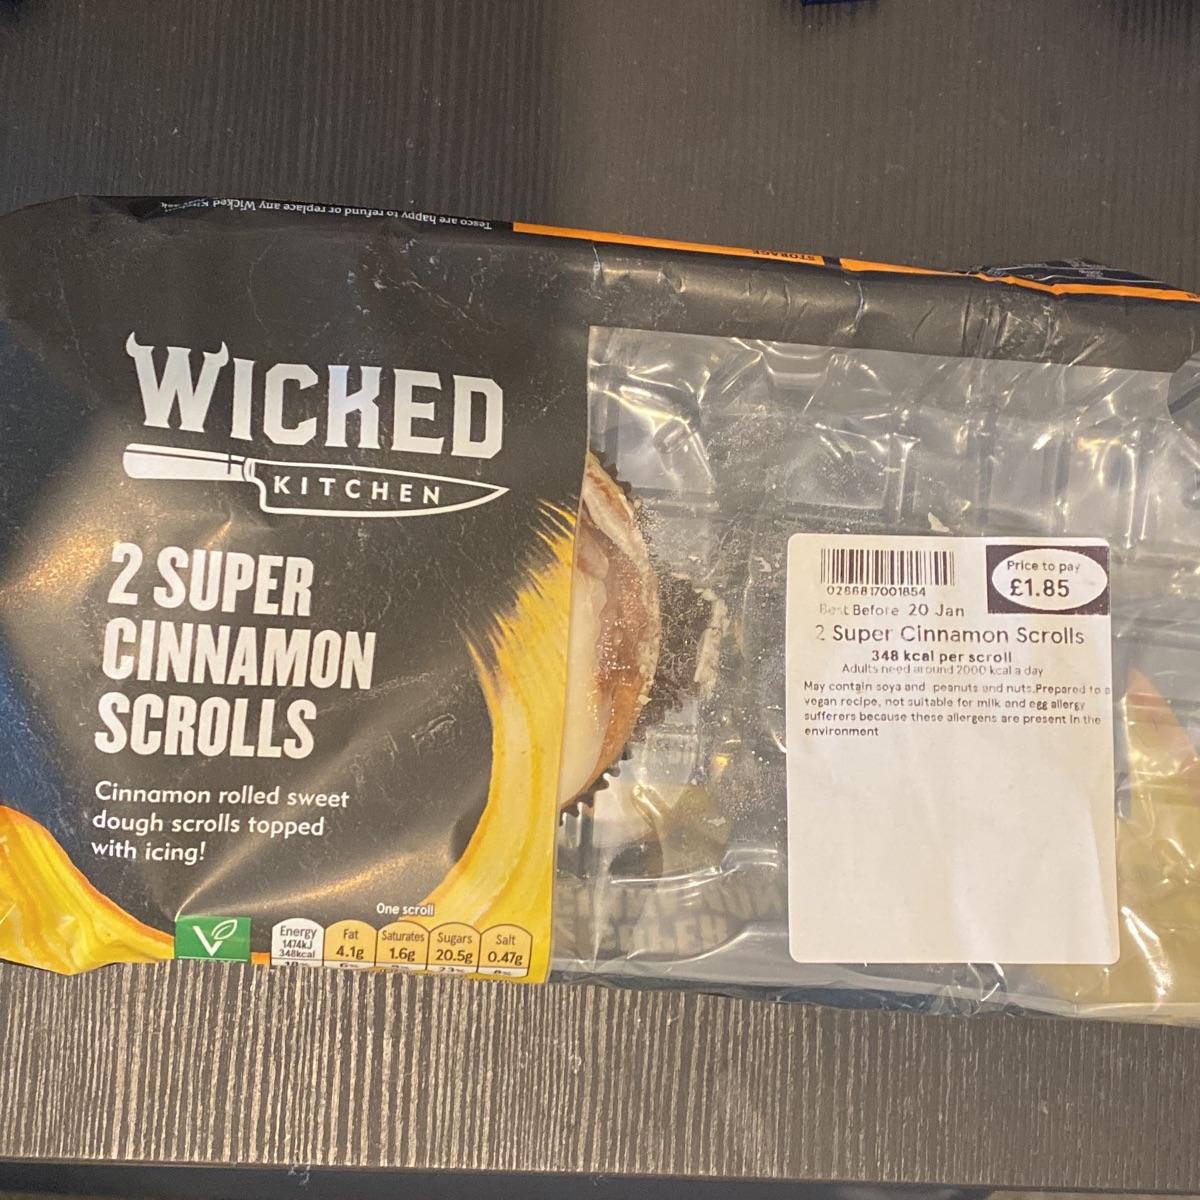 Tesco are happy to refund or replace any Wicked
STORAGE
WICKED
KITCHEN
2 SUPER
CINNAMON
SCROLLS
Cinnamon rolled sweet
dough scrolls topped
with icing!
One scroll
Energy
1474kJ
348kcal
Fat
4.1g
Saturates
1.6g
Sugars
20.5g
23%
Salt
0.47g
V
Price to pay
£1.85
0286817001854
Best Before 20 Jan
2 Super Cinnamon Scrolls
348 kcal per scroll
Adults need around 2000 kcal a day
May contain soya and peanuts and nuts.Prepared to a
vegan recipe, not suitable for milk and egg allergy
sufferers because these allergens are present in the
environment